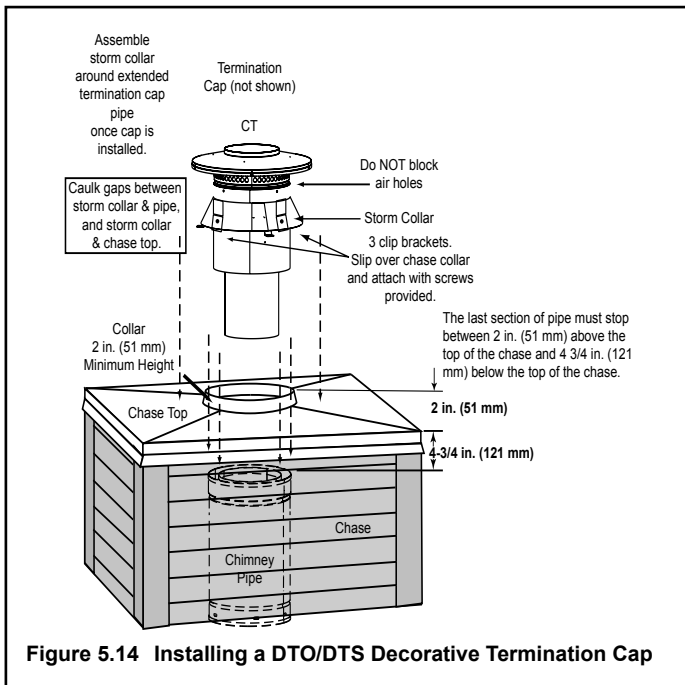 Assemble
storm collar
around extended
termination cap
pipe
once cap is
installed.
Termination
Cap (not shown)
CT
Do NOT block
air holes
Caulk gaps between
storm collar & pipe,
and storm collar
& chase top.
Storm Collar
3 clip brackets.
Slip over chase collar
and attach with screws
provided.
Collar
2 in. (51 mm)
Minimum Height
The last section of pipe must stop
between 2 in. (51 mm) above the
top of the chase and 4 3/4 in. (121
mm) below the top of the chase.
Chase Top
2 in. (51 mm)
4-3/4 in. (121 mm)
Chase
Chimney
Pipe
Figure 5.14 Installing a DTO/DTS Decorative Termination Cap